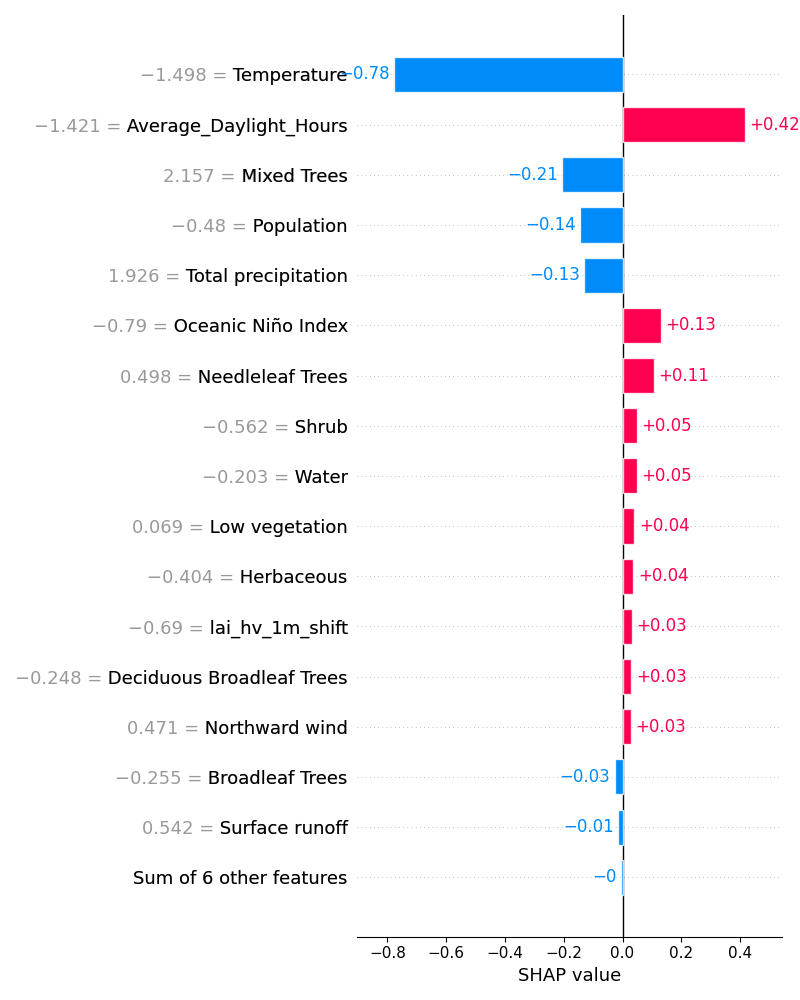 −1.498 = Temperature −0.78
−1.421 = Average_Daylight_Hours +0.42
2.157 = Mixed Trees −0.21
−0.48 = Population −0.14
1.926 = Total precipitation −0.13
−0.79 = Oceanic Niño Index +0.13
0.498 = Needleleaf Trees +0.11
−0.562 = Shrub +0.05
−0.203 = Water +0.05
0.069 = Low vegetation +0.04
−0.404 = Herbaceous +0.04
−0.69 = lai_hv_1m_shift +0.03
−0.248 = Deciduous Broadleaf Trees +0.03
0.471 = Northward wind +0.03
−0.255 = Broadleaf Trees −0.03
0.542 = Surface runoff −0.01
Sum of 6 other features −0
−0.8 −0.6 −0.4 −0.2 0.0 0.2 0.4
SHAP value